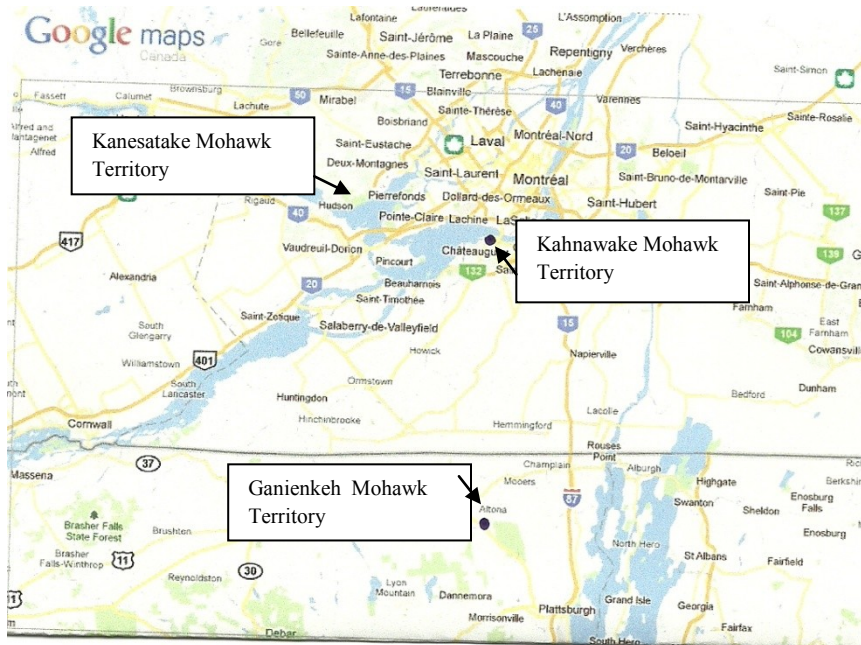 Google maps
Canada
Lafontaine
L'Assomption
Bellefeuille
Saint-Jérôme
La Plaine
25
Gore
Repentigny
Verchères
Sainte-Anne-des-Plaines
Mascouche
Terrebonne
Lachenaie
Saint-Simon
Fassett
Calumet
Brownsburg
50
Mirabel
15
Blainville
40
Varennes
Lachute
Sainte-Thérèse
Saint-Hyacinthe
Sainte-Rosalie
Boisbriand
Alfred
Kanesatake Mohawk
Territory
Saint-Eustache
Laval
Montréal-Nord
20
Beloeil
Deux-Montagnes
Saint-Laurent
Montréal
Saint-Bruno-de-Montarville
Saint-Pie
Rigaud
Hudson
Pierrefonds
Dollard-des-Ormeaux
Saint-Hubert
40
Pointe-Claire
Lachine
137
417
Vaudreuil-Dorion
Châteauguay
Kahnawake Mohawk
Territory
139
Pincourt
132
Alexandria
20
Beauharnois
Saint-Alphonse-de-Gran
Saint-Timothée
Farnham
Saint-Zotique
Salaberry-de-Valleyfield
15
104
East
Farnham
South
Glengarry
Cowansville
Williamstown
401
Howick
Napierville
South
Lancaster
Ormstown
Huntingdon
Bedford
Dunham
Cornwall
Hinchinbrooke
Hemmingford
Lacolle
Rouses
Point
Massena
37
Champlain
Alburgh
Highgate
Ganienkeh Mohawk
Territory
Mooers
87
Swanton
Enosburg
Falls
Sheldon
Altona
Brasher Falls
State Forest
Brushton
Enosburg
North Hero
Brasher
Falls-Winthrop
11
St Albans
Fairfield
30
Reynoldston
Lyon
Mountain
Dannemora
Grand Isle
Georgia
11
Plattsburgh
Morrisonville
Fairfax
Debar
South Hero